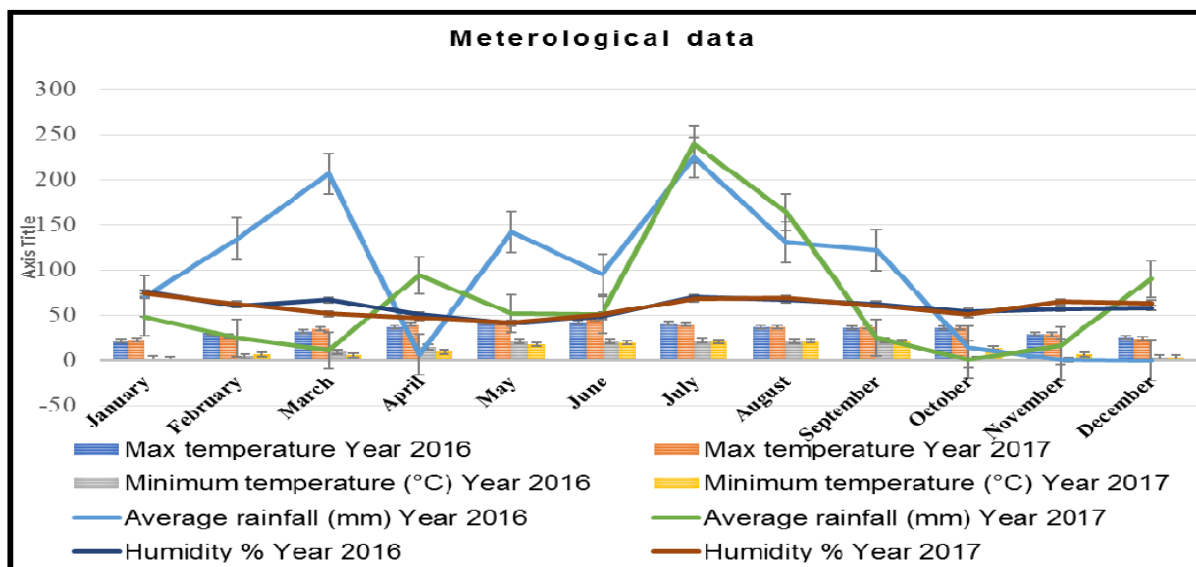 Meterological data
300
250
200
150
100
50
0
-50
Axis Title
January February March April May June July August September October November December
Max temperature Year 2016 Max temperature Year 2017
Minimum temperature (°C) Year 2016 Minimum temperature (°C) Year 2017
Average rainfall (mm) Year 2016 Average rainfall (mm) Year 2017
Humidity % Year 2016 Humidity % Year 2017